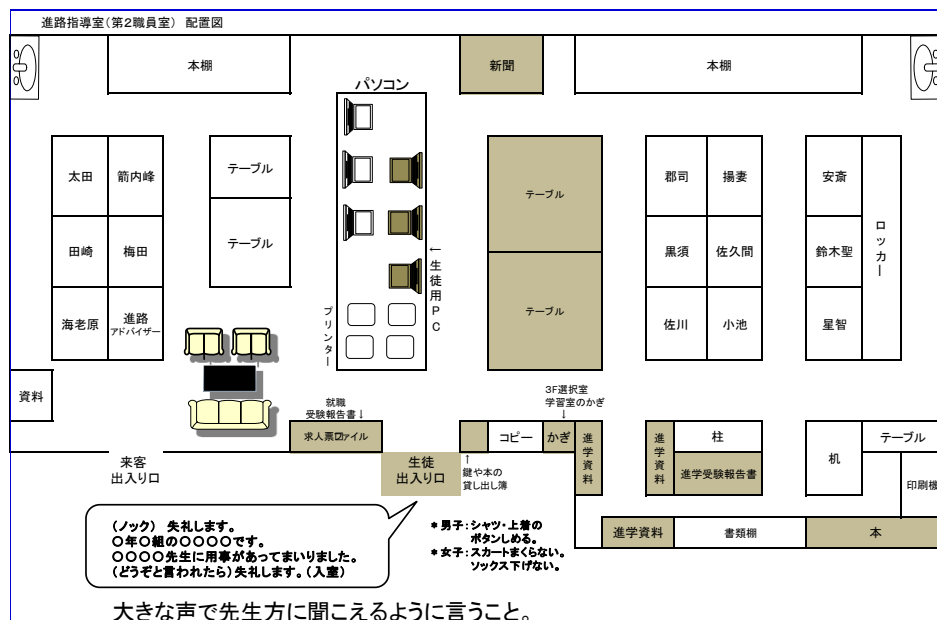 進路指導室(第2職員室) 配置図
本棚
新聞
本棚
パソコン
太田
箭内峰
テーブル
テーブル
郡司
揚妻
安斎
ロッカー
田崎
梅田
テーブル
←生徒用PC
黒須
佐久間
鈴木聖
海老原
進路
アドバイザー
プリンター
テーブル
佐川
小池
星智
資料
就職
受験報告書↓
3F選択室
学習室のかぎ
↓
求人票ファイル
コピー
かぎ
進学資料
進学資料
柱
進学受験報告書
机
テーブル
印刷機
来客
出入り口
生徒
出入り口
↑
鍵や本の
貸し出し簿
進学資料
書類棚
本
(ノック) 失礼します。
○年○組の○○○○です。
○○○○先生に用事があってまいりました。
(どうぞと言われたら)失礼します。(入室)
*男子:シャツ・上着の
ボタンしめる。
*女子:スカートまくらない。
ソックス下げない。
大きな声で先生方に聞こえるように言うこと。